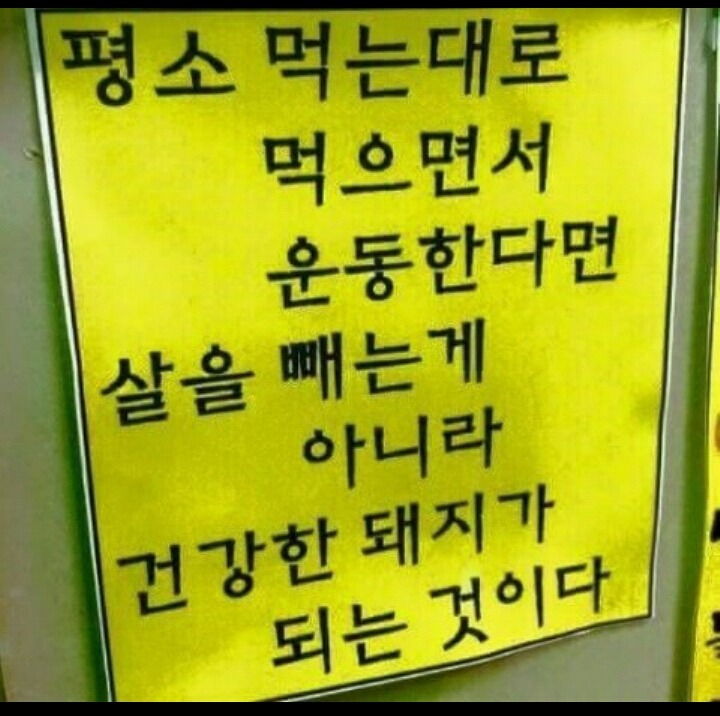 평소 먹는대로
먹으면서
운동한다면
살을 빼는게
아니라
건강한 돼지가
되는 것이다